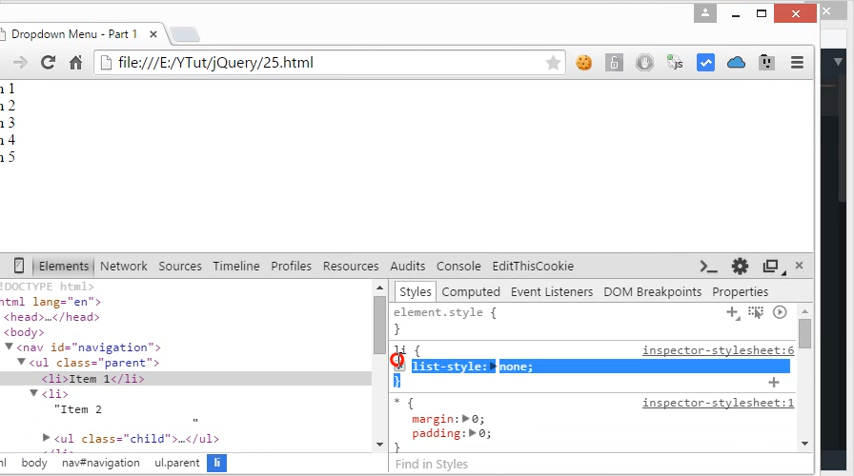 Dropdown Menu - Part 1
file:///E:/YTut/jQuery/25.html
js
n 1
n 2
n 3
n 4
n 5
Elements Network Sources Timeline Profiles Resources Audits Console EditThisCookie
!DOCTYPE html>
html lang="en">
<head>…</head>
<body>
<nav id="navigation">
<ul class="parent">
<li>Item 1</li>
<li>
"Item 2
"
<ul class="child">…</ul>
</li>
ml body nav#navigation ul.parent li
Styles Computed Event Listeners DOM Breakpoints Properties
element.style {
}
li { inspector-stylesheet:6
list-style: none;
}
* { inspector-stylesheet:1
margin: 0;
padding: 0;
}
Find in Styles